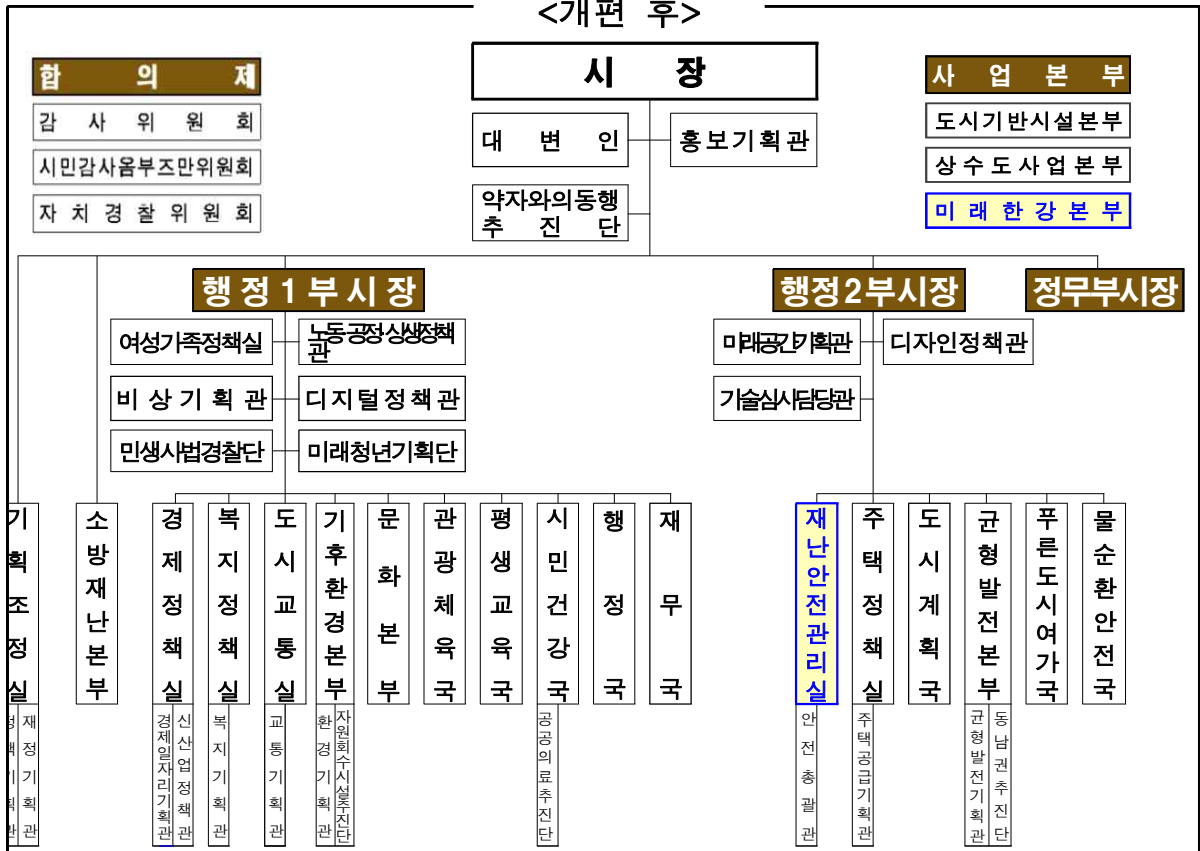 <개편 후>
합 의 제
감 사 위 원 회
시민감사옴부즈만위원회
자 치 경 찰 위 원 회
시 장
대 변 인
홍보기획관
약자와의동행
추 진 단
사 업 본 부
도시기반시설본부
상수도사업본부
미래한강본부
행정1부시장
행정2부시장
정무부시장
여성가족정책실
노동·공정·상생정책
관
비상기획관
디지털정책관
민생사법경찰단
미래청년기획단
미래공간기획관
디자인정책관
기술심사담당관
기획조정실
소방재난본부
경제정책실
복지정책실
도시교통실
기후환경본부
문화본부
관광체육국
평생교육국
시민건강국
행정국
재무국
재난안전관리실
주택정책실
도시계획국
균형발전본부
푸른도시여가국
물순환안전국
정책기획관
재정기획관
경제일자리기획관
신산업정책관
복지기획관
교통기획관
환경기획관
자원회수시설추진단
공공의료추진단
안전총괄관
주택공급기획관
균형발전기획관
동남권추진단